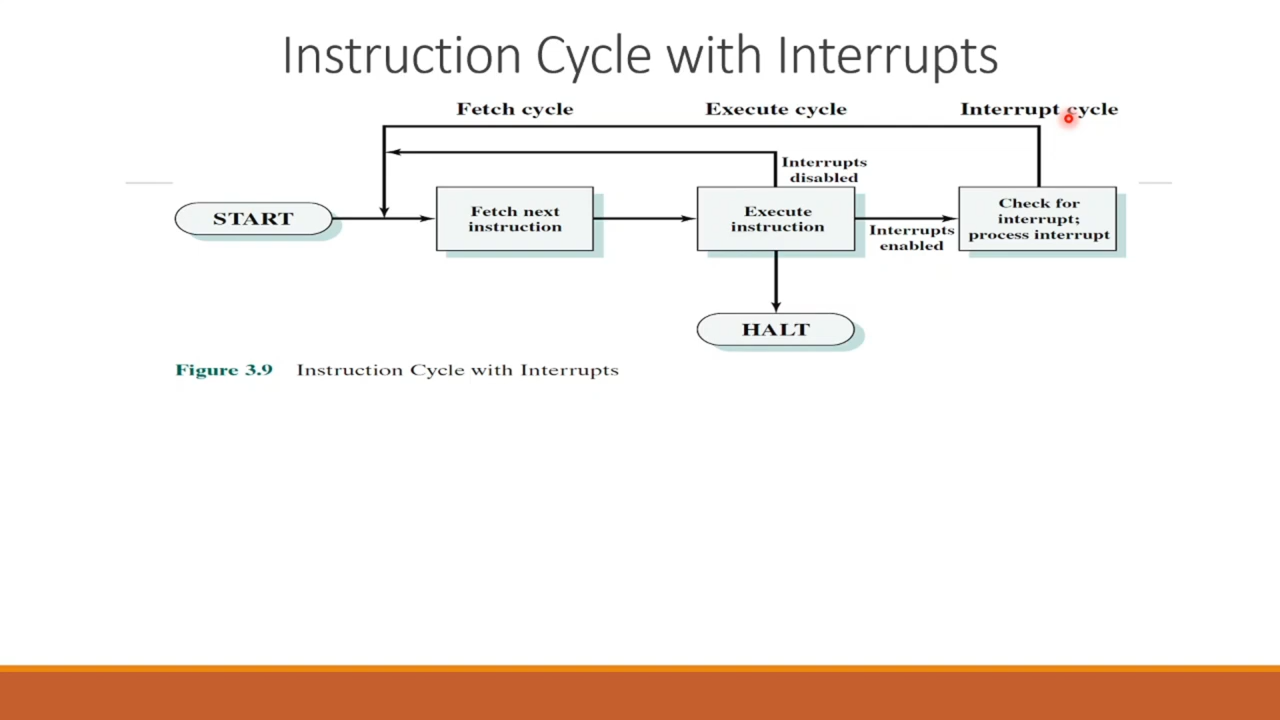 Instruction Cycle with Interrupts
Fetch cycle
Execute cycle
Interrupt cycle
START
Fetch next
instruction
Execute
instruction
Interrupts
disabled
Interrupts
enabled
Check for
interrupt;
process interrupt
HALT
Figure 3.9 Instruction Cycle with Interrupts